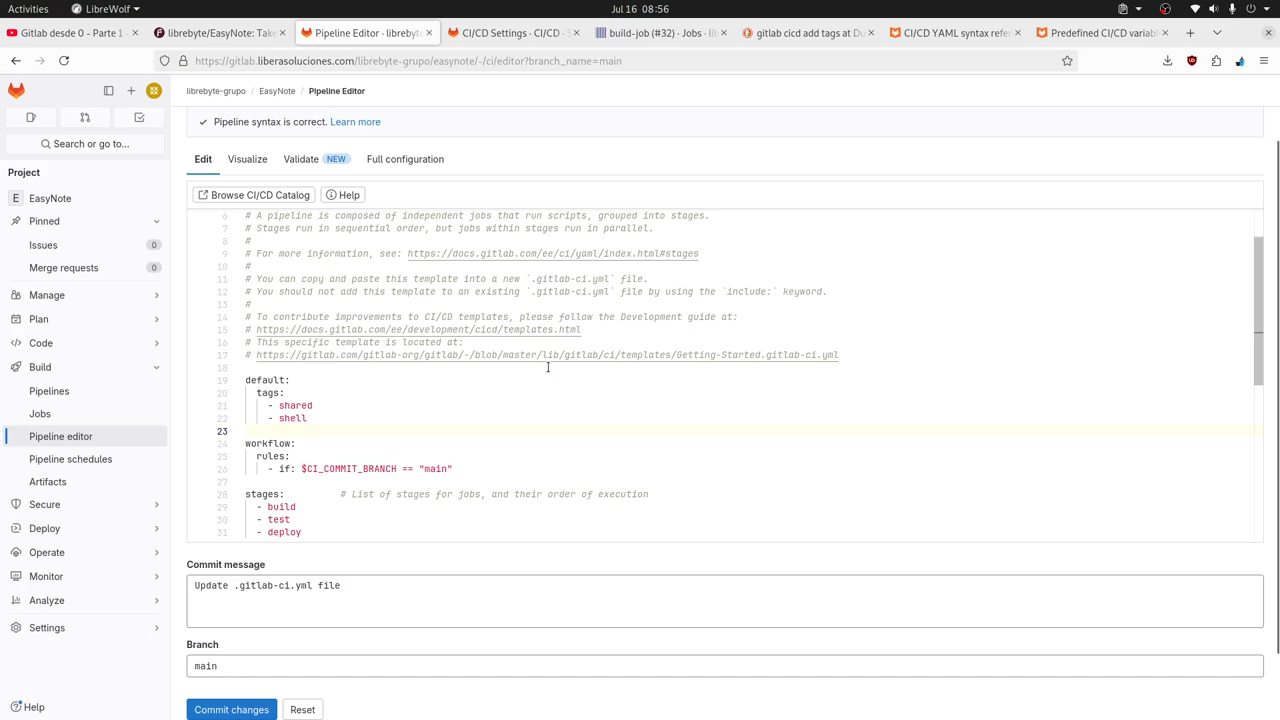 Activities
LibreWolf
Jul 16 08:56
Gitlab desde 0 - Parte 1 -
librebyte/EasyNote: Take
Pipeline Editor · librebyte
CI/CD Settings · CI/CD · S
build-job (#32) · Jobs · lib
gitlab cicd add tags at Du
CI/CD YAML syntax refer
Predefined CI/CD variab
https://gitlab.liberasoluciones.com/librebyte-grupo/easynote/-/ci/editor?branch_name=main
librebyte-grupo
EasyNote
Pipeline Editor
Search or go to...
Project
E EasyNote
Pinned
Issues 0
Merge requests 0
Manage
Plan
Code
Build
Pipelines
Jobs
Pipeline editor
Pipeline schedules
Artifacts
Secure
Deploy
Operate
Monitor
Analyze
Settings
Help
Pipeline syntax is correct. Learn more
Edit
Visualize
Validate NEW
Full configuration
Browse CI/CD Catalog
Help
6 # A pipeline is composed of independent jobs that run scripts, grouped into stages.
7 # Stages run in sequential order, but jobs within stages run in parallel.
8 #
9 # For more information, see: https://docs.gitlab.com/ee/ci/yaml/index.html#stages
10 #
11 # You can copy and paste this template into a new `.gitlab-ci.yml` file.
12 # You should not add this template to an existing `.gitlab-ci.yml` file by using the `include:` keyword.
13 #
14 # To contribute improvements to CI/CD templates, please follow the Development guide at:
15 # https://docs.gitlab.com/ee/development/cicd/templates.html
16 # This specific template is located at:
17 # https://gitlab.com/gitlab-org/gitlab/-/blob/master/lib/gitlab/ci/templates/Getting-Started.gitlab-ci.yml
18
19 default:
20 tags:
21 - shared
22 - shell
23
24 workflow:
25 rules:
26 - if: $CI_COMMIT_BRANCH == "main"
27
28 stages: # List of stages for jobs, and their order of execution
29 - build
30 - test
31 - deploy
Commit message
Update .gitlab-ci.yml file
Branch
main
Commit changes
Reset